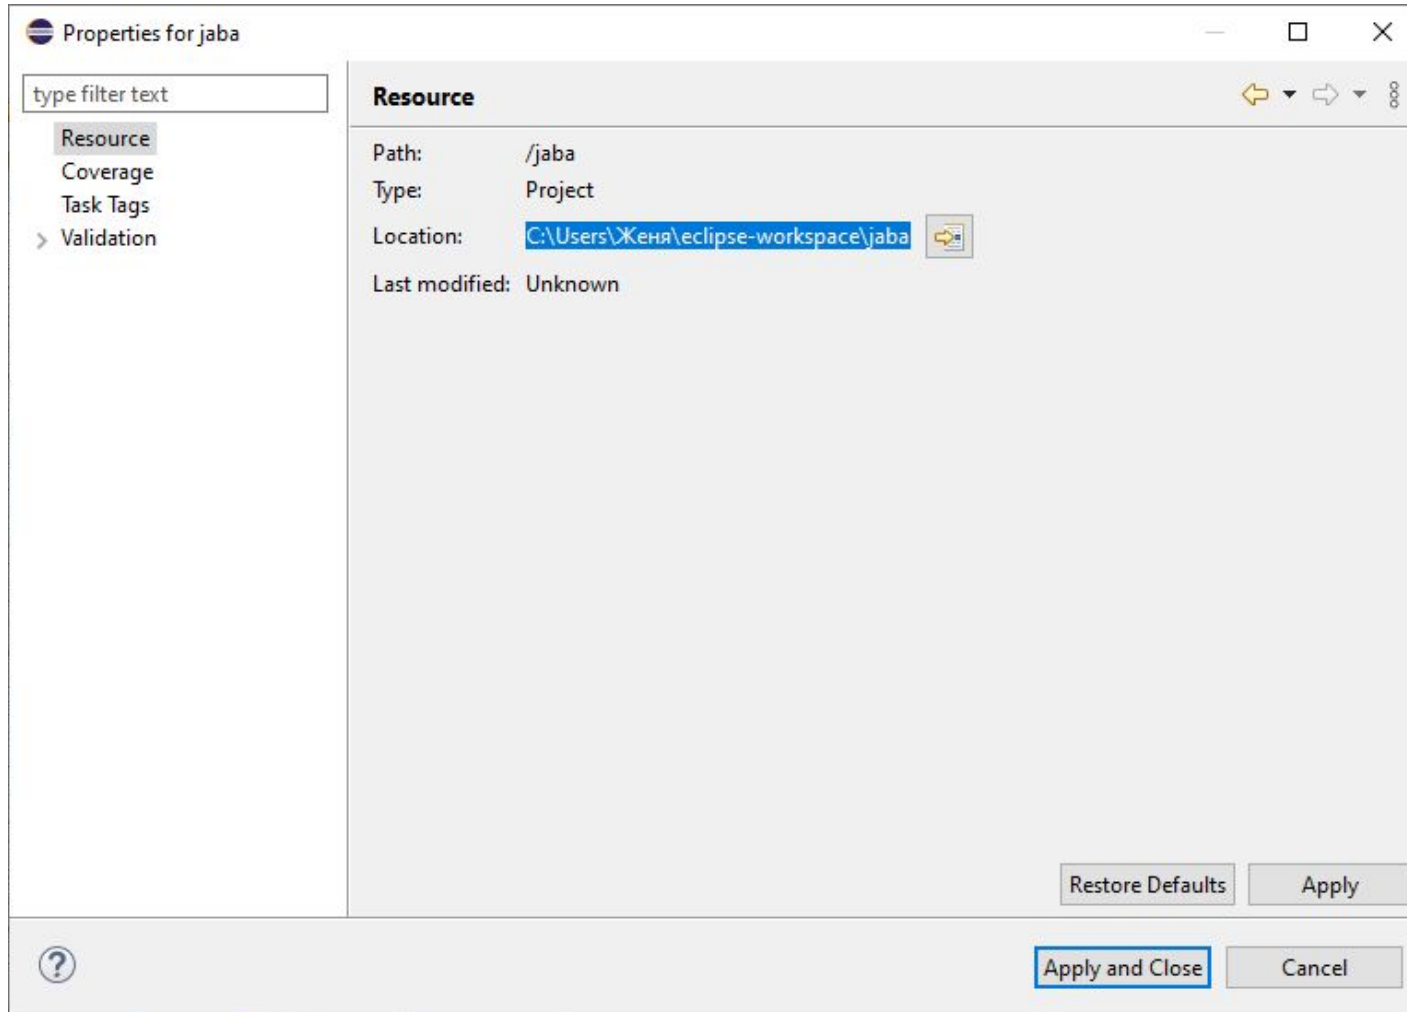 Properties for jaba
type filter text
Resource
Coverage
Task Tags
Validation
Resource
Path: /jaba
Type: Project
Location: C:\Users\Женя\eclipse-workspace\jaba
Last modified: Unknown
Restore Defaults Apply
? Apply and Close Cancel